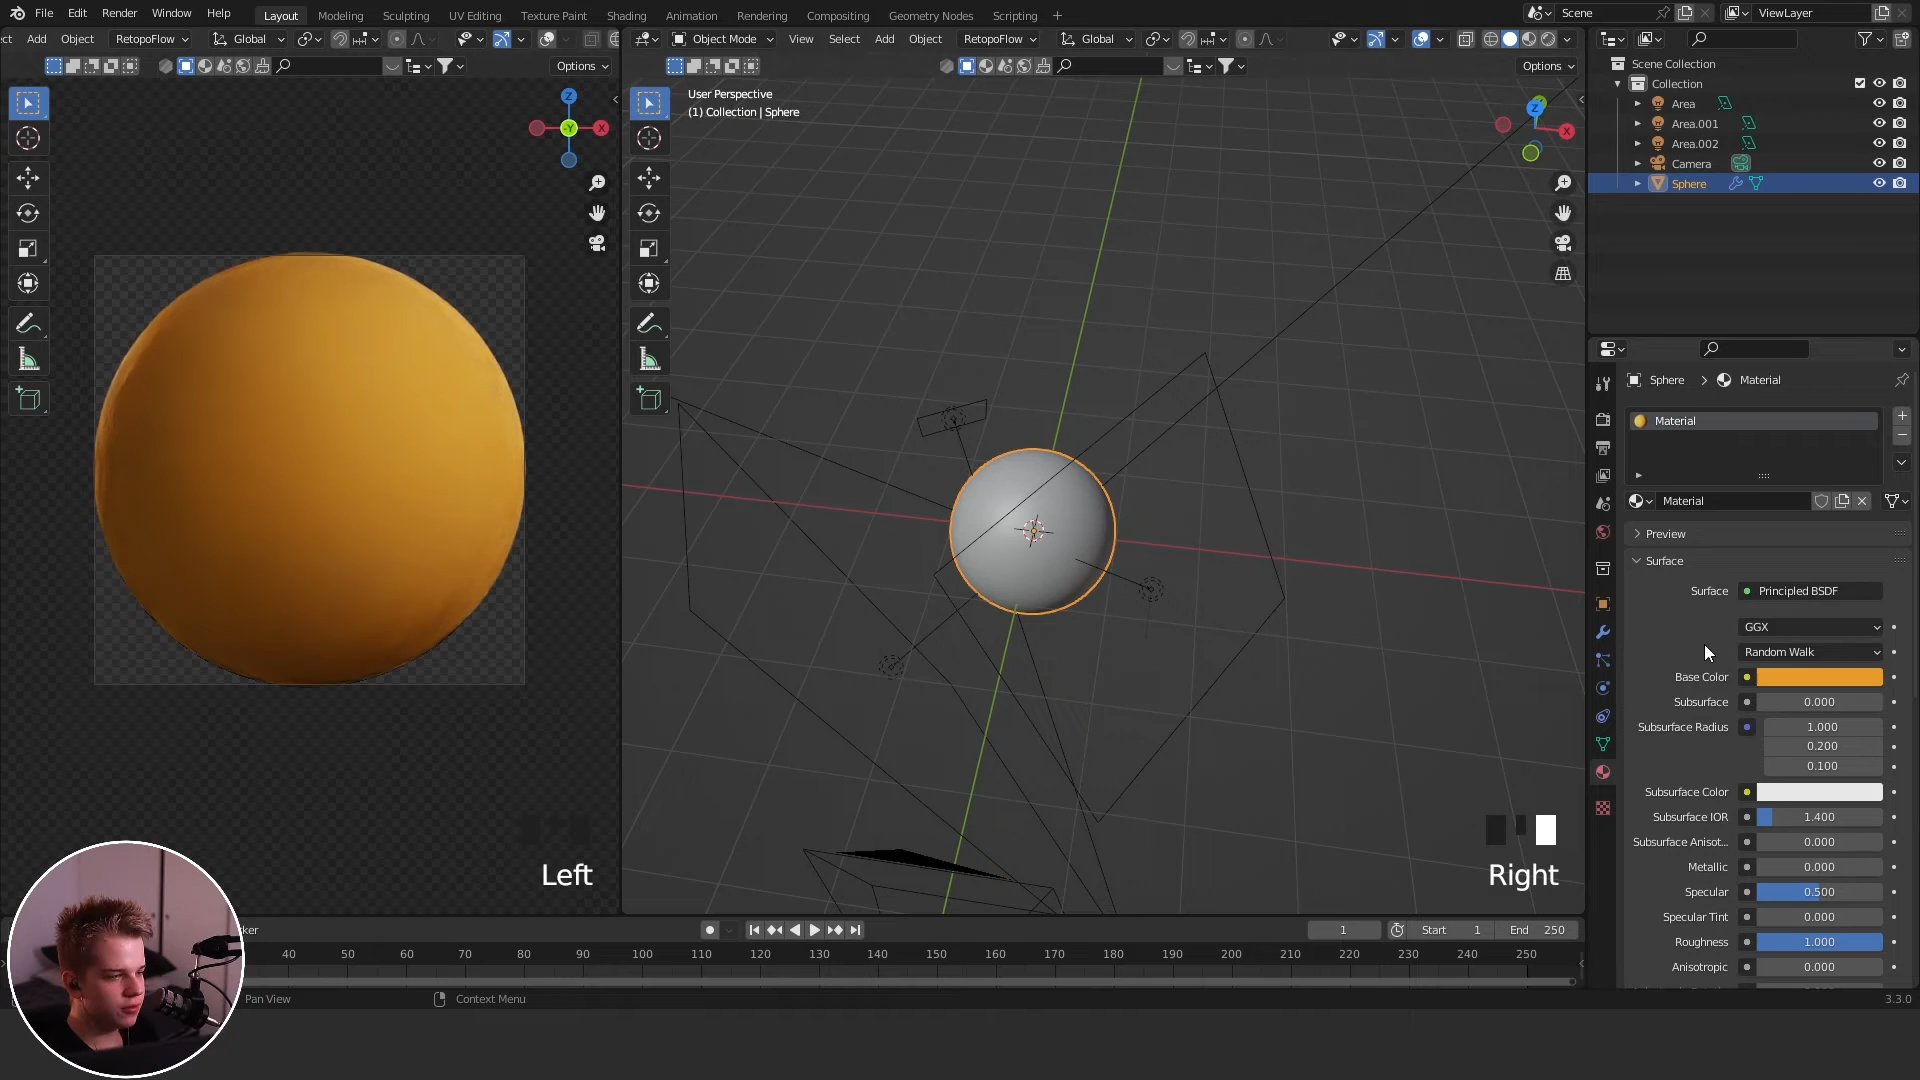 File Edit Render Window Help Layout Modeling Sculpting UV Editing Texture Paint Shading Animation Rendering Compositing Geometry Nodes Scripting + Scene ViewLayer
ct Add Object RetopoFlow Global
Object Mode View Select Add Object RetopoFlow Global
Options
Options
User Perspective
(1) Collection | Sphere
Z
-Y
X
Z
X
Scene Collection
Collection
Area
Area.001
Area.002
Camera
Sphere
Sphere > Material
Material
Material
Preview
Surface
Surface Principled BSDF
GGX
Random Walk
Base Color
Subsurface 0.000
Subsurface Radius 1.000
0.200
0.100
Subsurface Color
Subsurface IOR 1.400
Subsurface Anisot... 0.000
Metallic 0.000
Specular 0.500
Specular Tint 0.000
Roughness 1.000
Anisotropic 0.000
Left
Right
ker
1 Start 1 End 250
40 50 60 70 80 90 100 110 120 130 140 150 160 170 180 190 200 210 220 230 240 250
Pan View
Context Menu
3.3.0